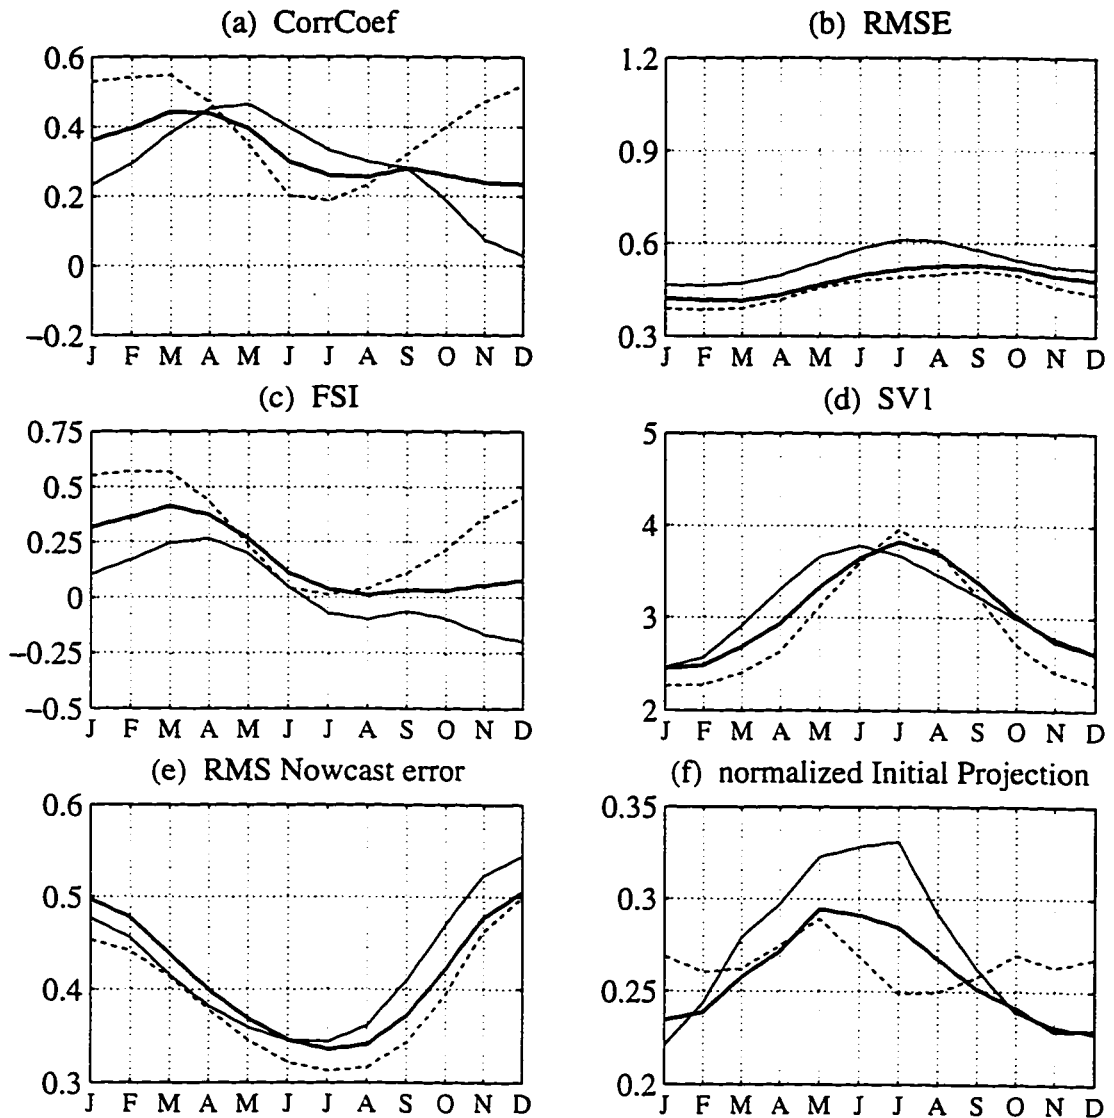 (a) CorrCoef
0.6
0.4
0.2
0
−0.2
J F M A M J J A S O N D
(b) RMSE
1.2
0.9
0.6
0.3
J F M A M J J A S O N D
(c) FSI
0.75
0.5
0.25
0
−0.25
−0.5
J F M A M J J A S O N D
(d) SV1
5
4
3
2
J F M A M J J A S O N D
(e) RMS Nowcast error
0.6
0.5
0.4
0.3
J F M A M J J A S O N D
(f) normalized Initial Projection
0.35
0.3
0.25
0.2
J F M A M J J A S O N D